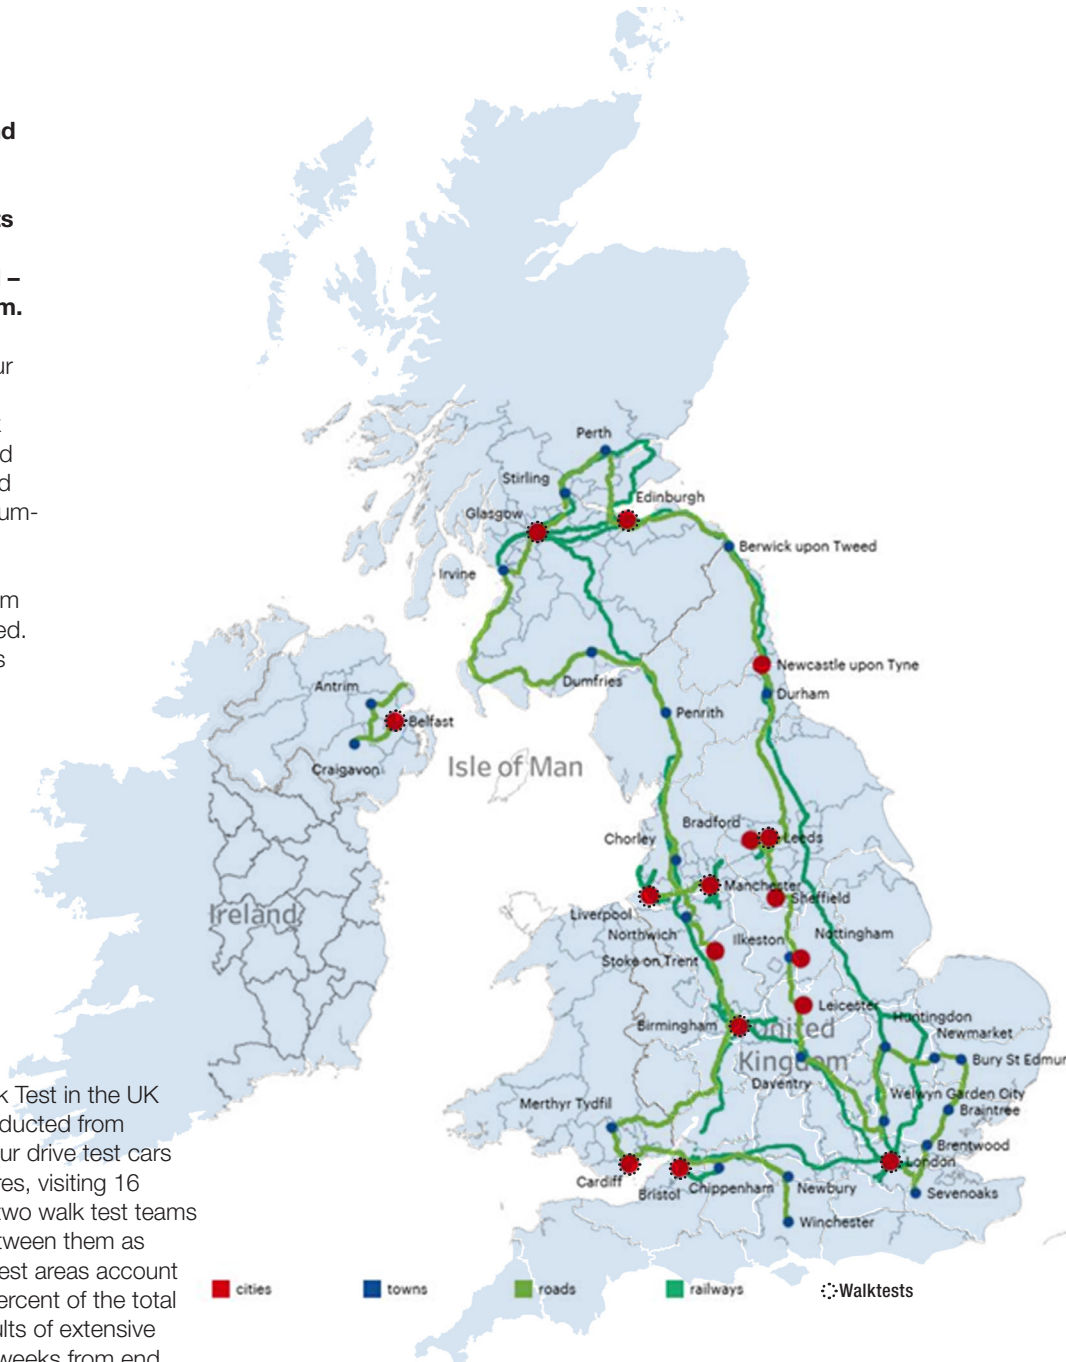 d
ts
–
m.
ur
d
d
um-
m
ed.
s
k Test in the UK
ducted from
ur drive test cars
res, visiting 16
two walk test teams
tween them as
est areas account
ercent of the total
ults of extensive
weeks from end
Perth
Stirling
Edinburgh
Glasgow
Berwick upon Tweed
Irvine
Newcastle upon Tyne
Dumfries
Antrim
Durham
Penrith
Belfast
Craigavon
Isle of Man
Bradford
Chorley
Leeds
Manchester
Sheffield
Liverpool
Ireland
Northwich
Ilkeston
Nottingham
Stoke on Trent
Leicester
Huntingdon
Birmingham
United
Kingdom
Newmarket
Bury St Edmur
Daventry
Welwyn Garden City
Merthyr Tydfil
Braintree
Brentwood
London
Cardiff
Bristol
Chippenham
Newbury
Sevenoaks
Winchester
cities
towns
roads
railways
Walktests